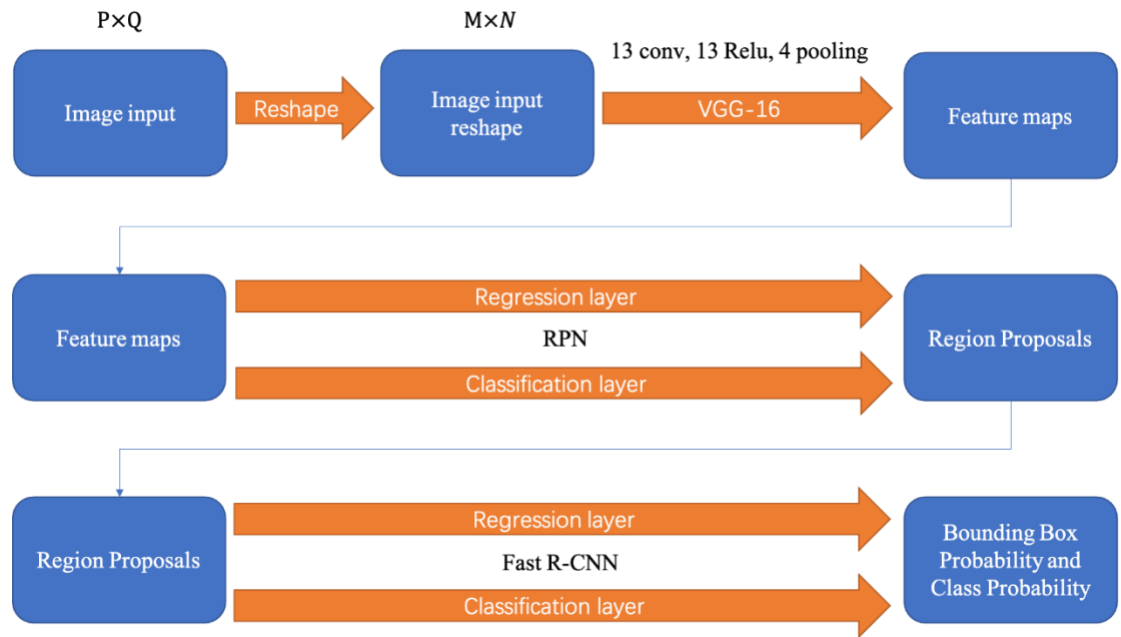 P×Q
M×N
13 conv, 13 Relu, 4 pooling
Image input
Reshape
Image input
reshape
VGG-16
Feature maps
Regression layer
Feature maps
RPN
Region Proposals
Classification layer
Regression layer
Region Proposals
Fast R-CNN
Bounding Box
Probability and
Class Probability
Classification layer